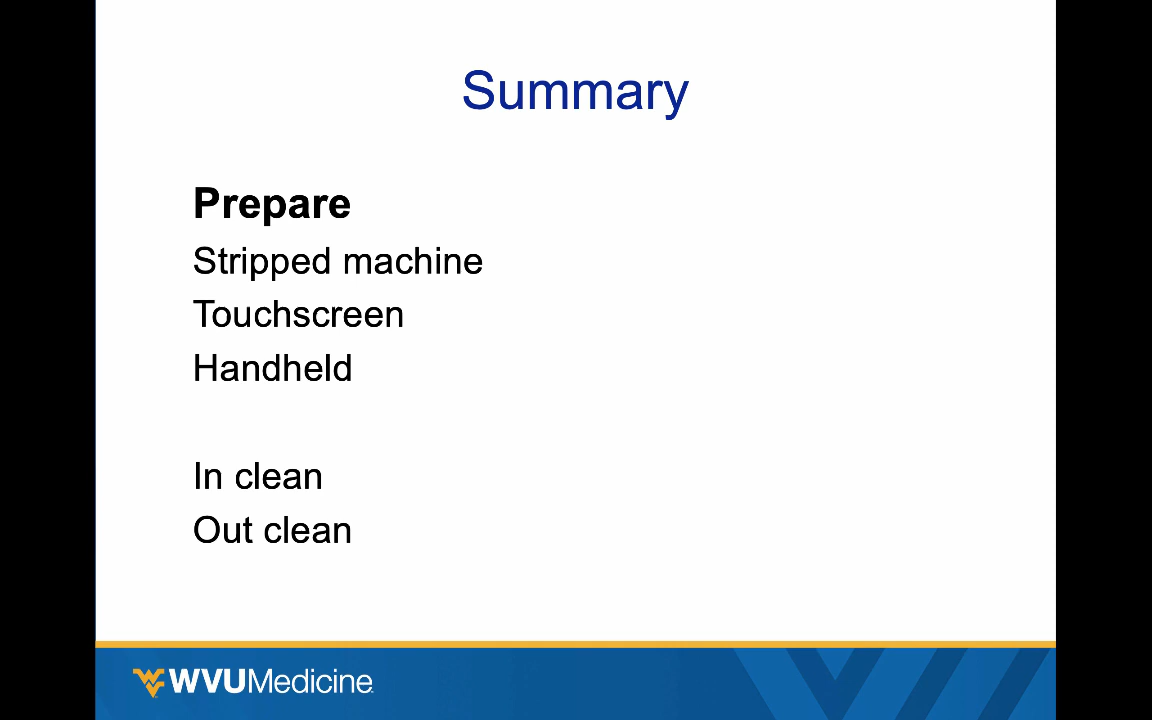 Summary
Prepare
Stripped machine
Touchscreen
Handheld
In clean
Out clean
WVUMedicine